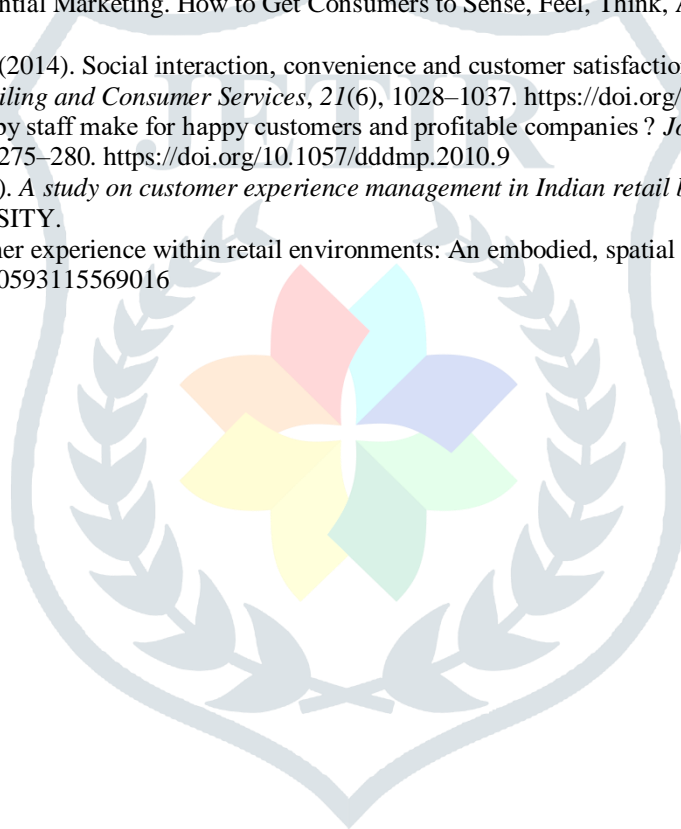 ntial Marketing. How to Get Consumers to Sense, Feel, Think, A
(2014). Social interaction, convenience and customer satisfactio
iling and Consumer Services, 21(6), 1028–1037. https://doi.org/
py staff make for happy customers and profitable companies ? Jo
275–280. https://doi.org/10.1057/dddmp.2010.9
). A study on customer experience management in Indian retail b
SITY.
ner experience within retail environments: An embodied, spatial
0593115569016
JETIR